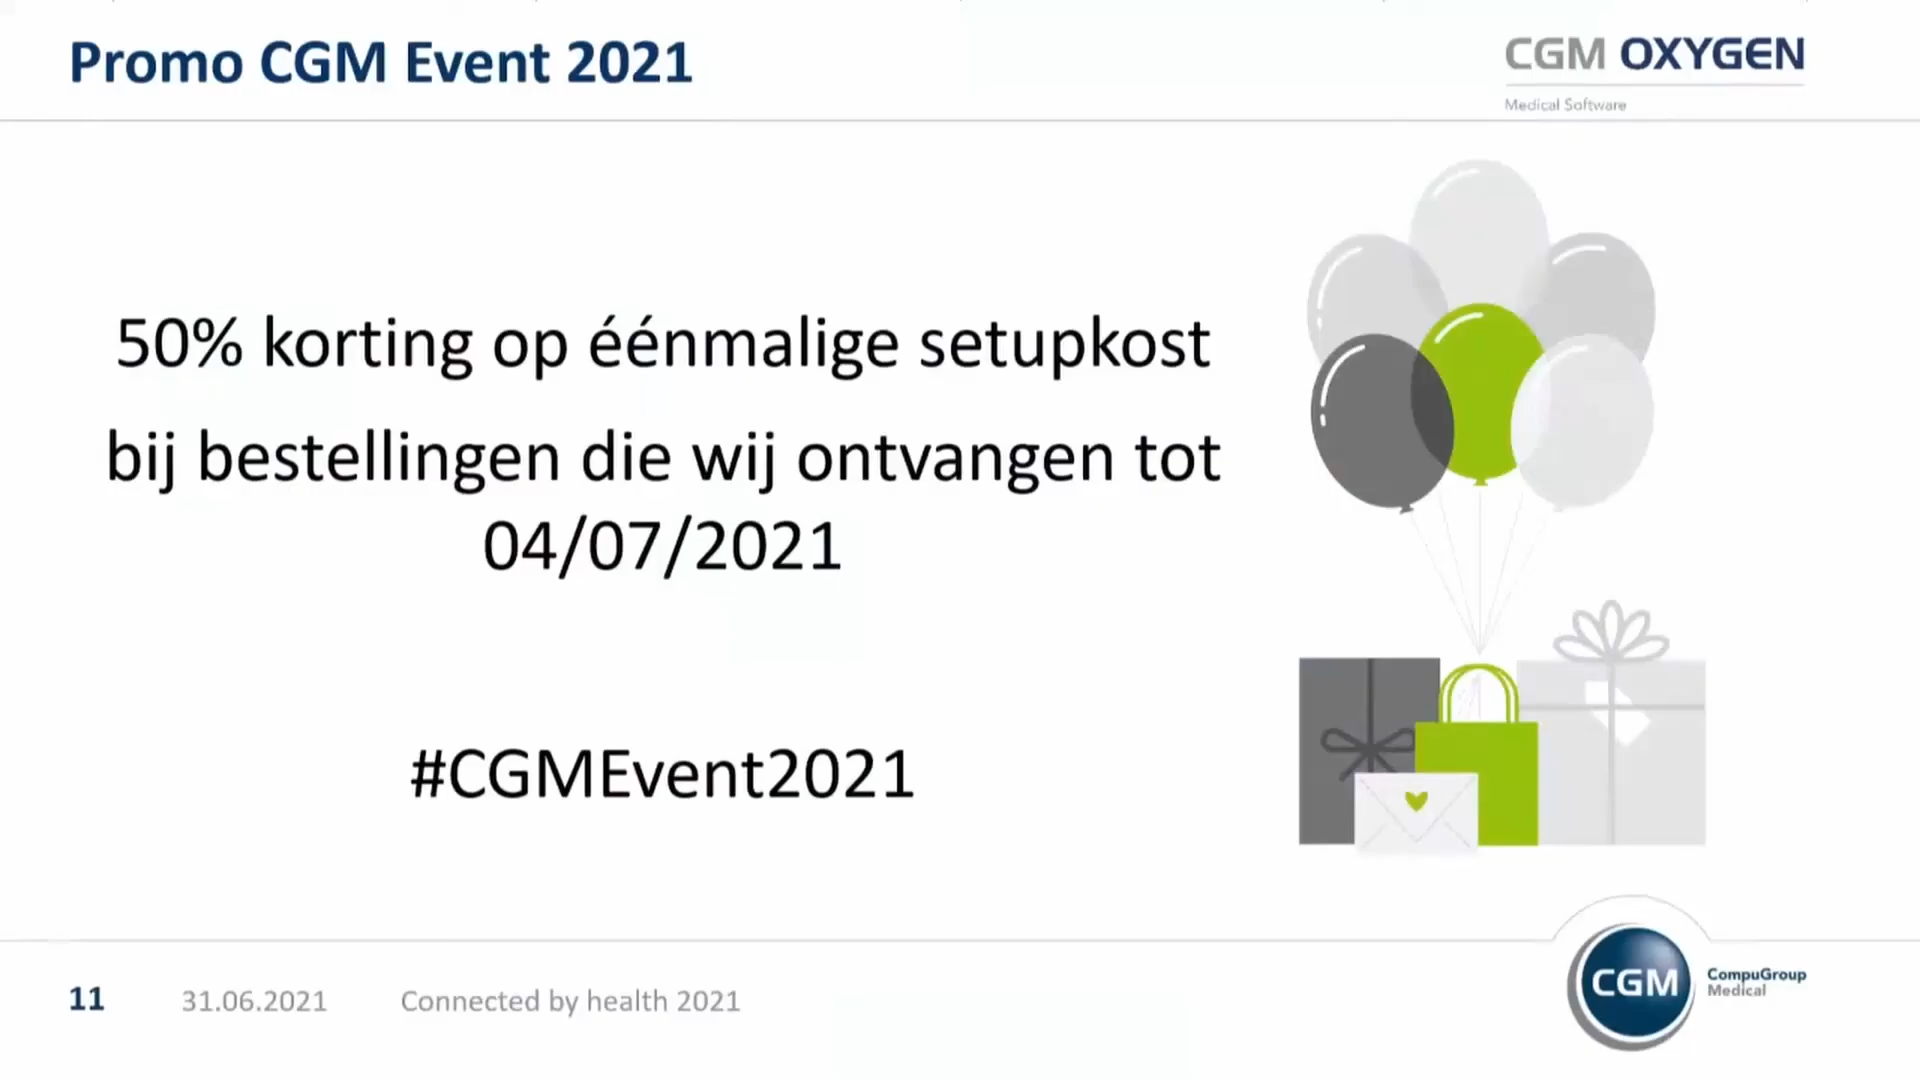 Promo CGM Event 2021
CGM OXYGEN
Medical Software
50% korting op éénmalige setupkost
bij bestellingen die wij ontvangen tot
04/07/2021
#CGMEvent2021
11 31.06.2021 Connected by health 2021
CGM
CompuGroup
Medical